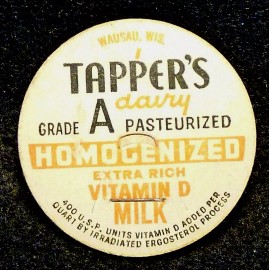 WAUSAU, WIS.
TAPPER'S
dairy
GRADE A PASTEURIZED
HOMOGENIZED
EXTRA RICH
VITAMIN D
MILK
400 U.S.P. UNITS VITAMIN D ADDED PER
QUART BY IRRADIATED ERGOSTEROL PROCESS